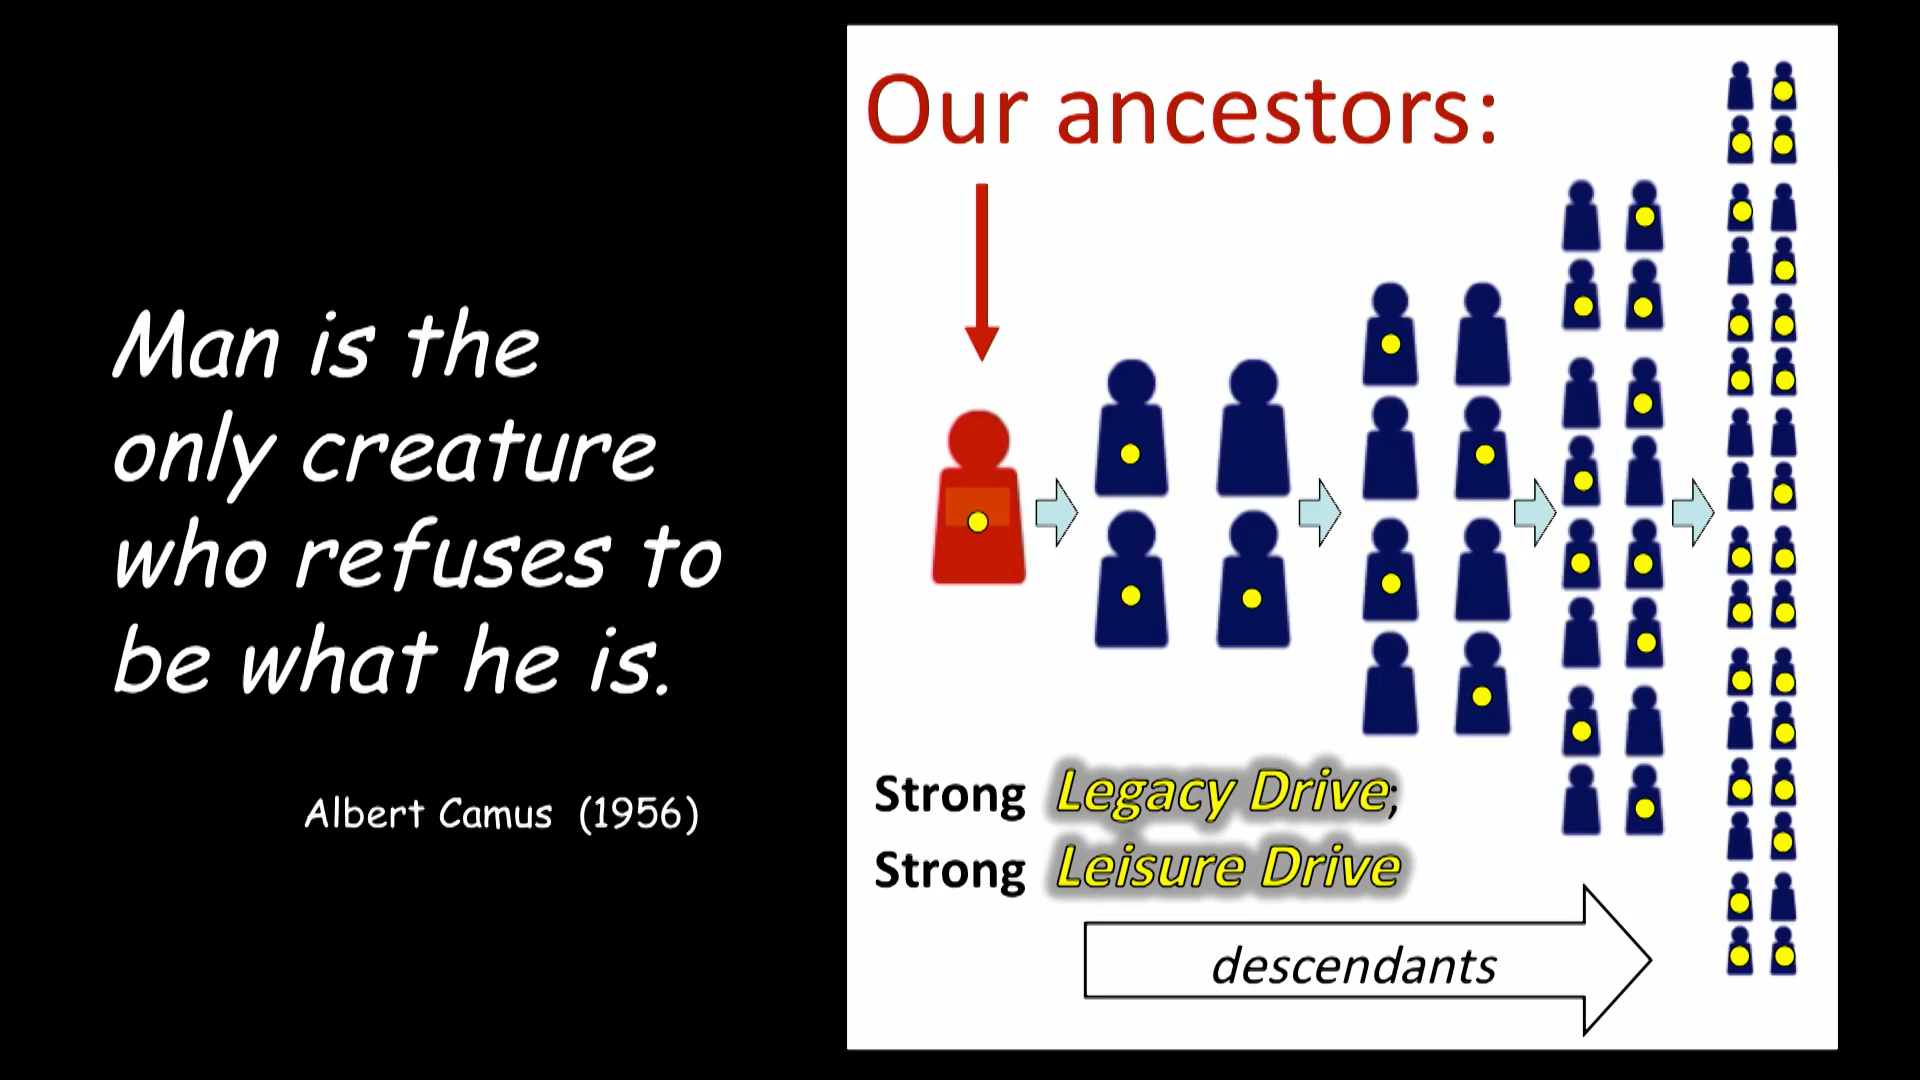 Man is the
only creature
who refuses to
be what he is.
Albert Camus (1956)
Our ancestors:
Strong Legacy Drive;
Strong Leisure Drive
descendants